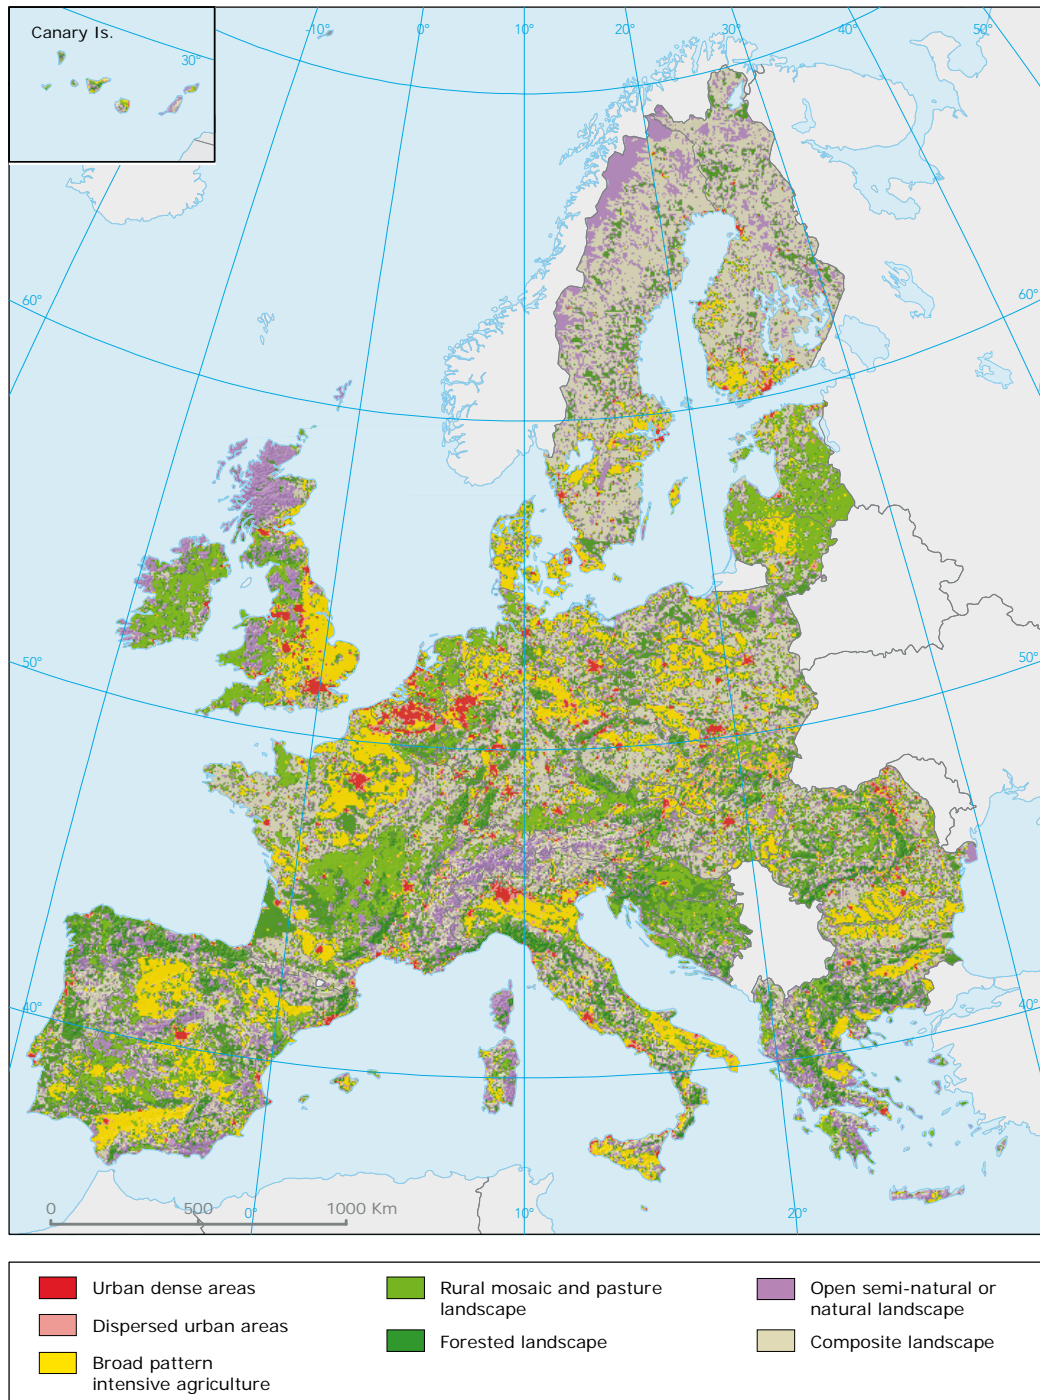 Canary Is.
30°
-10°
0°
10°
20°
30°
40°
50°
60°
60°
50°
50°
40°
40°
0
500
1000 Km
0°
10°
20°
Urban dense areas
Dispersed urban areas
Broad pattern
intensive agriculture
Rural mosaic and pasture
landscape
Forested landscape
Open semi-natural or
natural landscape
Composite landscape